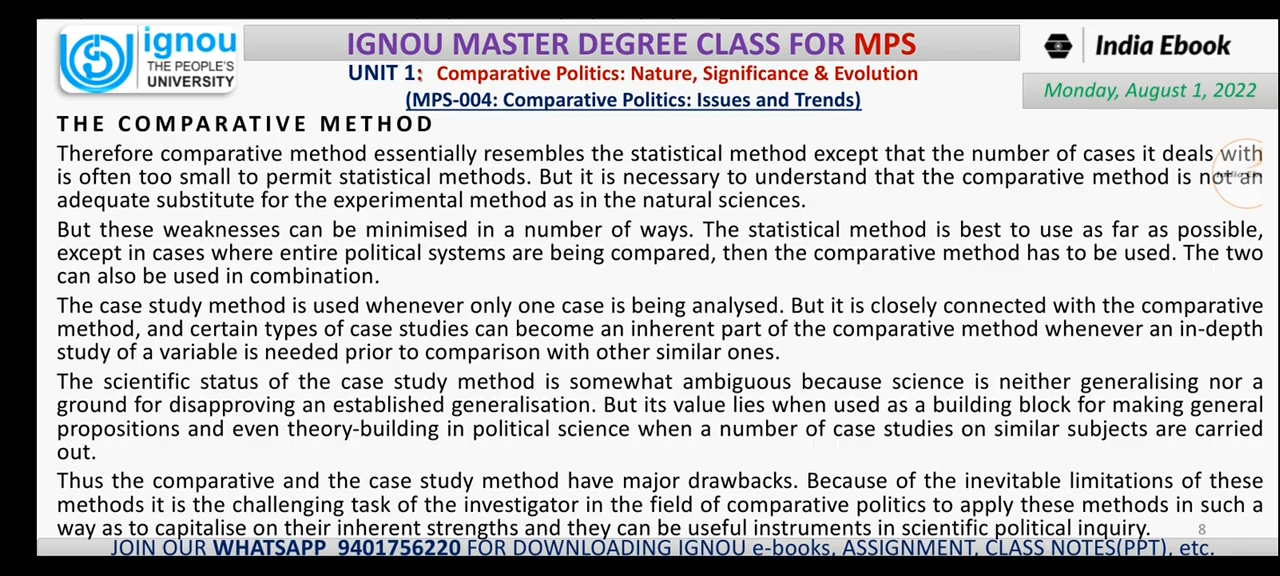 ignou
THE PEOPLE'S
UNIVERSITY
IGNOU MASTER DEGREE CLASS FOR MPS
UNIT 1: Comparative Politics: Nature, Significance & Evolution
(MPS-004: Comparative Politics: Issues and Trends)
India Ebook
Monday, August 1, 2022
THE COMPARATIVE METHOD
Therefore comparative method essentially resembles the statistical method except that the number of cases it deals with
is often too small to permit statistical methods. But it is necessary to understand that the comparative method is not an
adequate substitute for the experimental method as in the natural sciences.
But these weaknesses can be minimised in a number of ways. The statistical method is best to use as far as possible,
except in cases where entire political systems are being compared, then the comparative method has to be used. The two
can also be used in combination.
The case study method is used whenever only one case is being analysed. But it is closely connected with the comparative
method, and certain types of case studies can become an inherent part of the comparative method whenever an in-depth
study of a variable is needed prior to comparison with other similar ones.
The scientific status of the case study method is somewhat ambiguous because science is neither generalising nor a
ground for disapproving an established generalisation. But its value lies when used as a building block for making general
propositions and even theory-building in political science when a number of case studies on similar subjects are carried
out.
Thus the comparative and the case study method have major drawbacks. Because of the inevitable limitations of these
methods it is the challenging task of the investigator in the field of comparative politics to apply these methods in such a
way as to capitalise on their inherent strengths and they can be useful instruments in scientific political inquiry.
8
JOIN OUR WHATSAPP 9401756220 FOR DOWNLOADING IGNOU e-books, ASSIGNMENT, CLASS NOTES(PPT), etc.